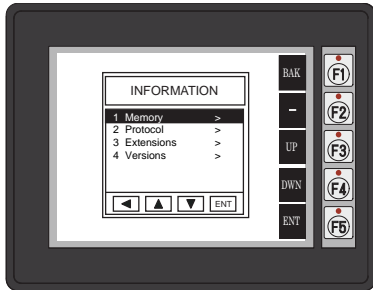 INFORMATION
1 Memory >
2 Protocol >
3 Extensions >
4 Versions >
ENT
BAK
–
UP
DWN
ENT
F1
F2
F3
F4
F5